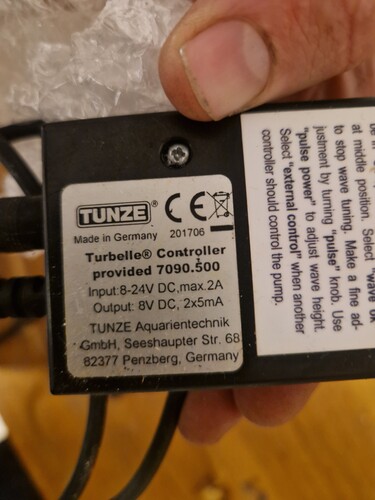 TUNZE®
CE
Made in Germany 201706
Turbelle® Controller
provided 7090.500
Input:8-24V DC,max.2A
Output: 8V DC, 2x5mA
TUNZE Aquarientechnik
GmbH, Seeshaupter Str. 68
82377 Penzberg, Germany
at middle position. Select "wave
to stop wave tuning. Make a fine ad-
justment by turning "pulse" knob. Use
"pulse power" to adjust wave height.
Select "external control" when another
controller should control the pump.